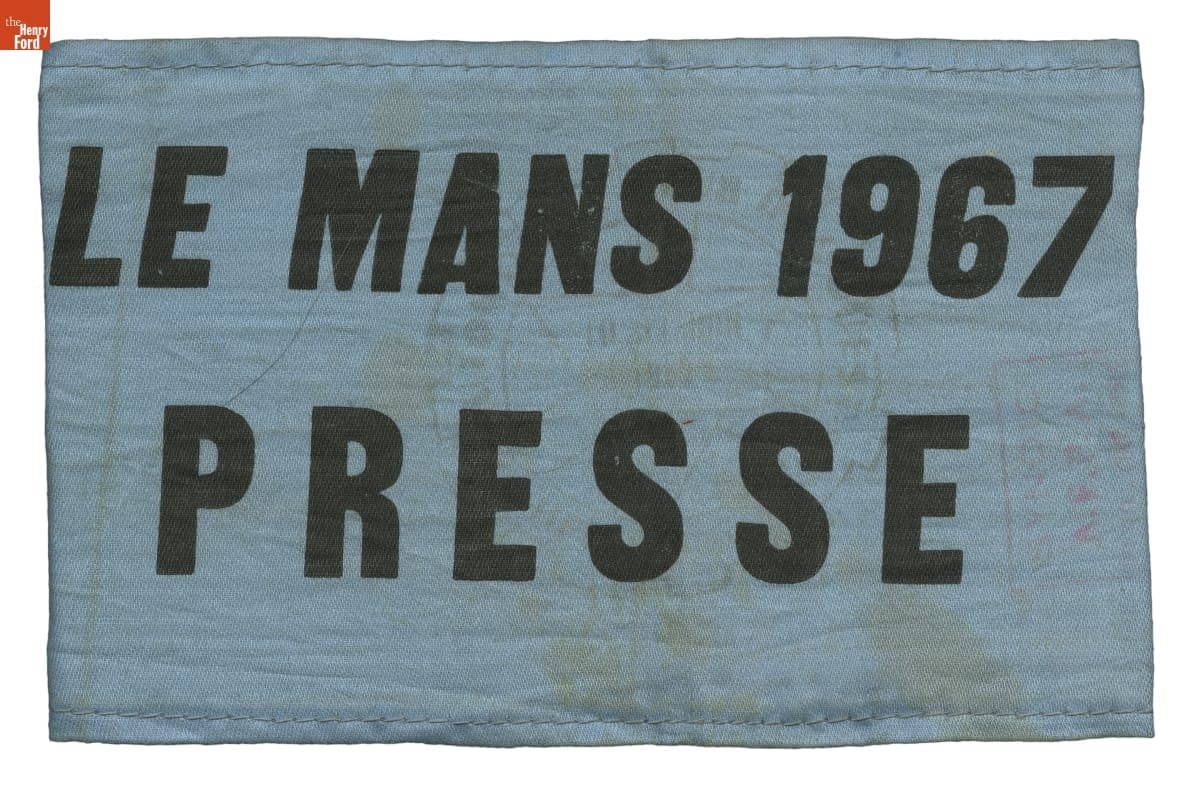 the
Henry
Ford
LE MANS 1967
PRESSE